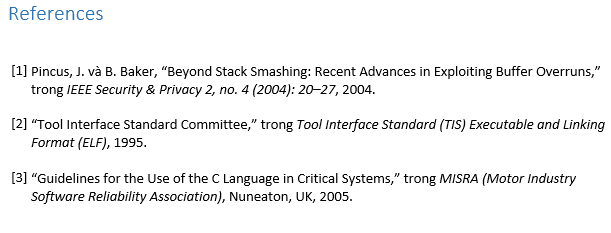 References
[1] Pincus, J. và B. Baker, “Beyond Stack Smashing: Recent Advances in Exploiting Buffer Overruns,”
trong IEEE Security & Privacy 2, no. 4 (2004): 20–27, 2004.
[2] “Tool Interface Standard Committee,” trong Tool Interface Standard (TIS) Executable and Linking
Format (ELF), 1995.
[3] “Guidelines for the Use of the C Language in Critical Systems,” trong MISRA (Motor Industry
Software Reliability Association), Nuneaton, UK, 2005.